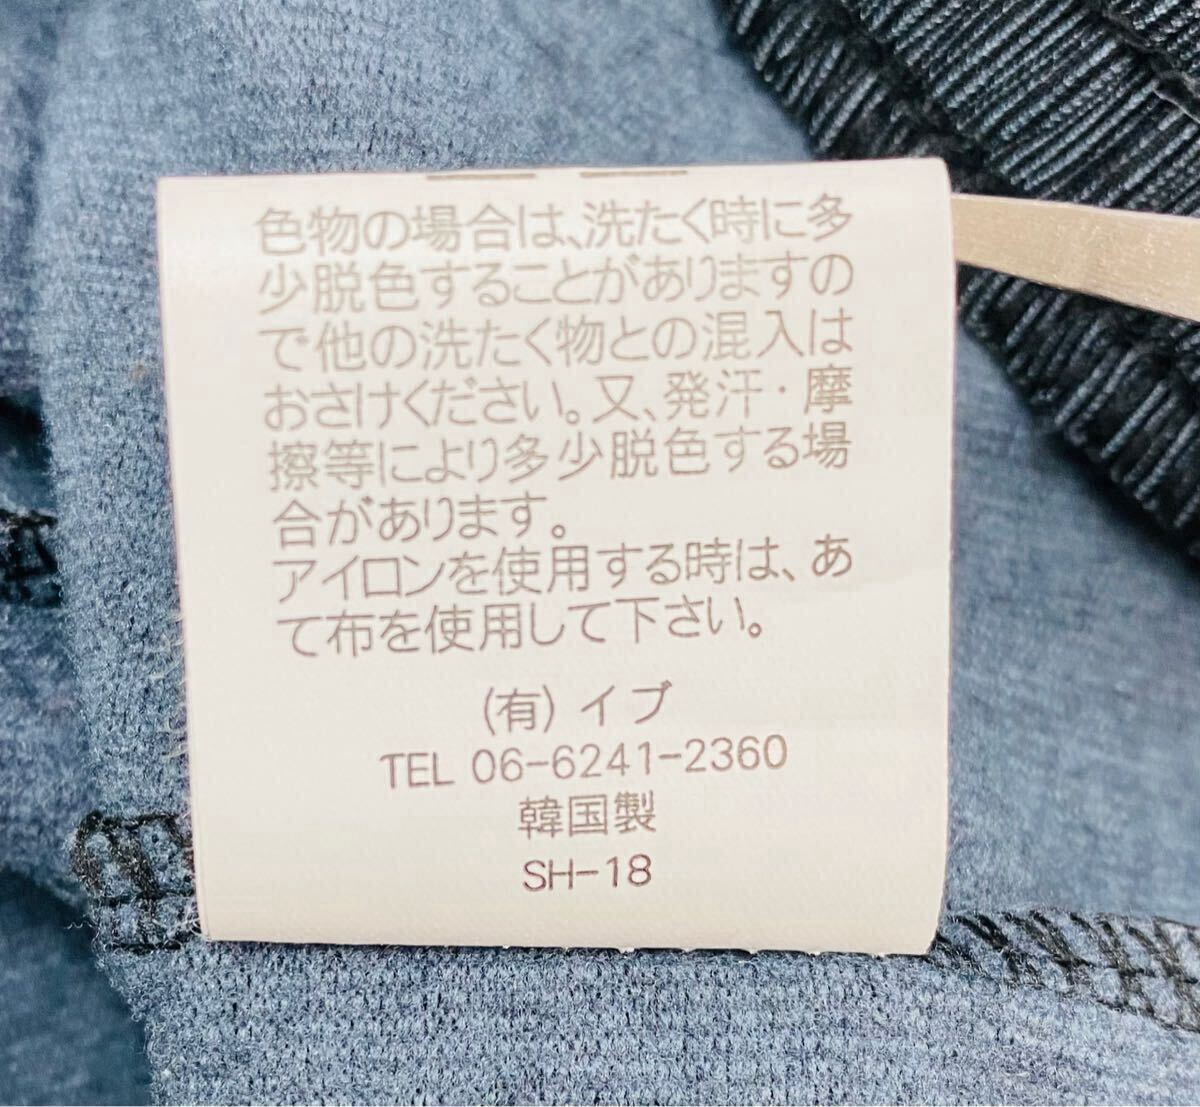 色物の場合は、洗たく時に多
少脱色することがありますの
で他の洗たく物との混入は
おさけください。又、発汗・摩
擦等により多少脱色する場
合があります。
アイロンを使用する時は、あ
て布を使用して下さい。
(有) イブ
TEL 06-6241-2360
韓国製
SH-18